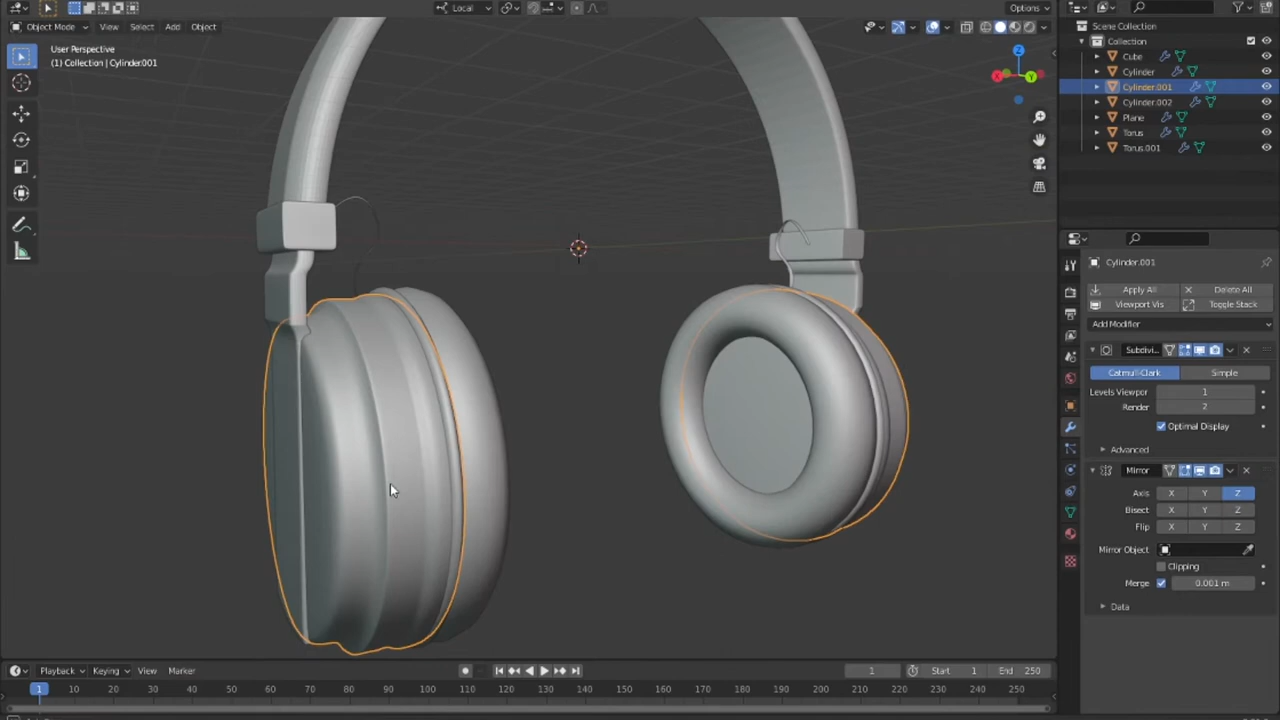 Local
Options
Object Mode View Select Add Object
User Perspective
(1) Collection | Cylinder.001
Z
X
Y
Scene Collection
Collection
Cube
Cylinder
Cylinder.001
Cylinder.002
Plane
Torus
Torus.001
Cylinder.001
Apply All Delete All
Viewport Vis Toggle Stack
Add Modifier
Subdivi...
Catmull-Clark Simple
Levels Viewport 1
Render 2
Optimal Display
Advanced
Mirror
Axis X Y Z
Bisect X Y Z
Flip X Y Z
Mirror Object
Clipping
Merge 0.001 m
Data
Playback Keying View Marker
1 Start 1 End 250
1 10 20 30 40 50 60 70 80 90 100 110 120 130 140 150 160 170 180 190 200 210 220 230 240 250